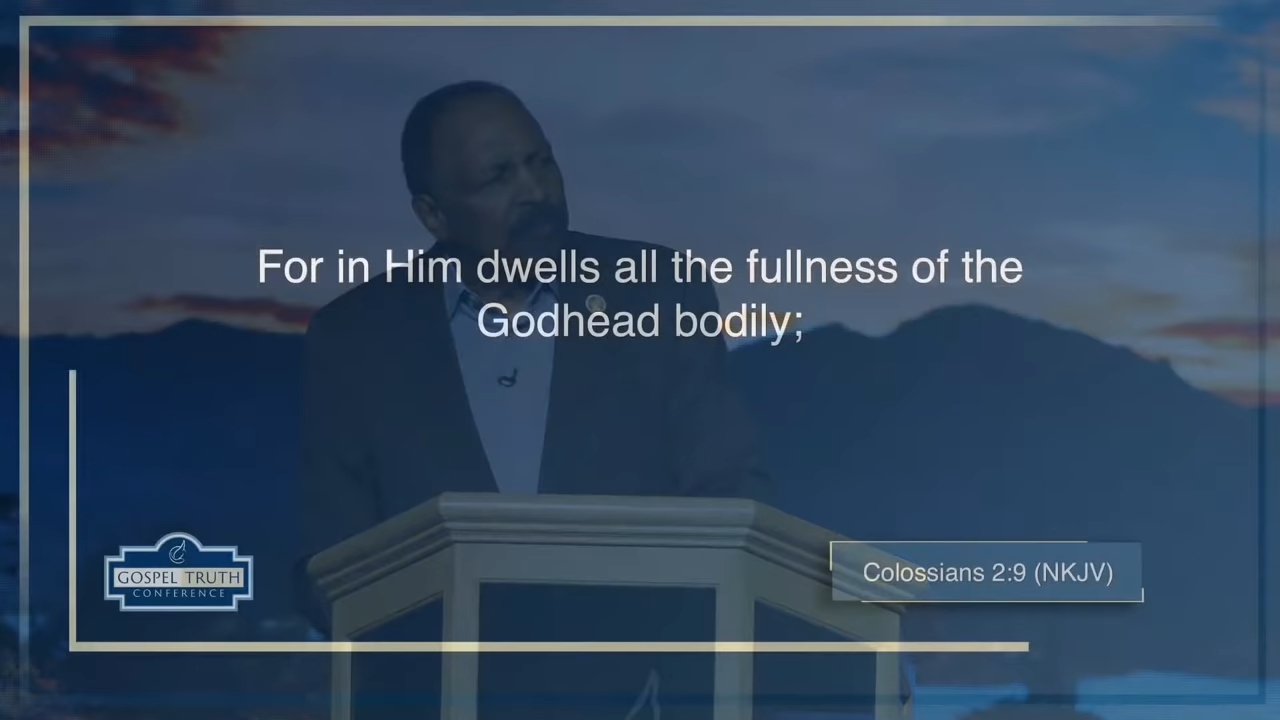 For in Him dwells all the fullness of the
Godhead bodily;
GOSPEL TRUTH
CONFERENCE
Colossians 2:9 (NKJV)